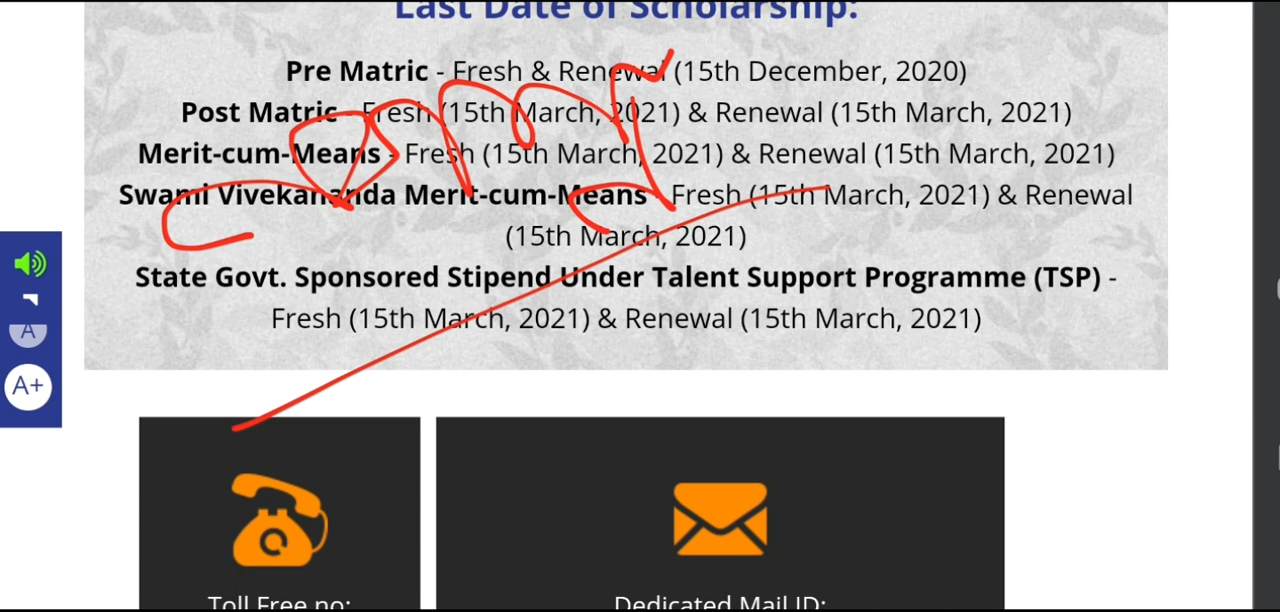 Last Date of Scholarship:
Pre Matric - Fresh & Renewal (15th December, 2020)
Post Matric - Fresh (15th March, 2021) & Renewal (15th March, 2021)
Merit-cum-Means - Fresh (15th March, 2021) & Renewal (15th March, 2021)
Swami Vivekananda Merit-cum-Means - Fresh (15th March, 2021) & Renewal
(15th March, 2021)
State Govt. Sponsored Stipend Under Talent Support Programme (TSP) -
Fresh (15th March, 2021) & Renewal (15th March, 2021)
A
A+
Toll Free no:
Dedicated Mail ID: